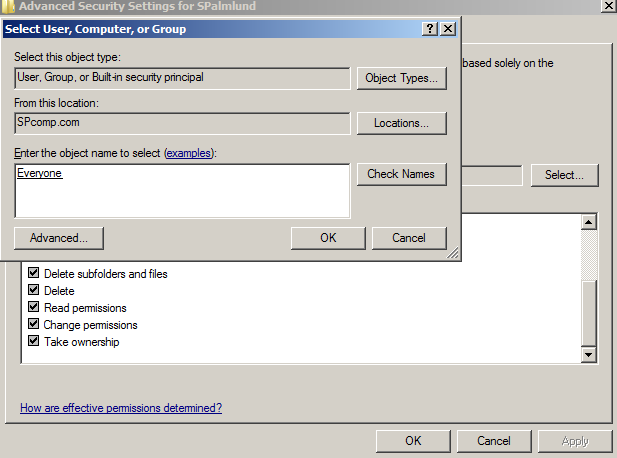 Advanced Security Settings for SPalmlund
Select User, Computer, or Group
Select this object type:
User, Group, or Built-in security principal
Object Types...
From this location:
SPcomp.com
Locations...
Enter the object name to select (examples):
Everyone
Check Names
Advanced...
OK
Cancel
based solely on the
Select...
Delete subfolders and files
Delete
Read permissions
Change permissions
Take ownership
How are effective permissions determined?
OK
Cancel
Apply